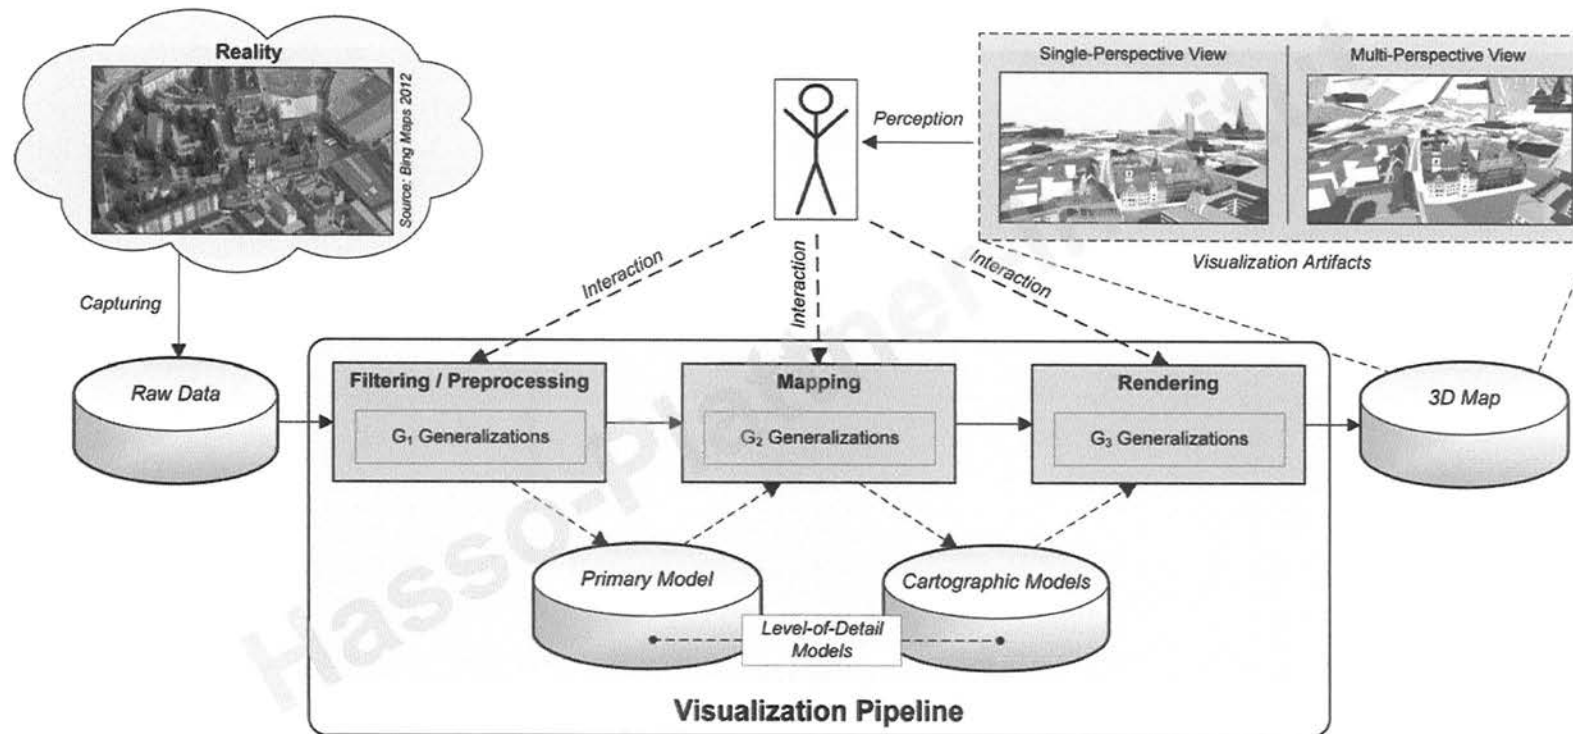 Reality
Source: Bing Maps 2012
Single-Perspective View
Multi-Perspective View
Perception
Visualization Artifacts
Capturing
Interaction
Interaction
Interaction
Raw Data
Filtering / Preprocessing
G₁ Generalizations
Mapping
G₂ Generalizations
Rendering
G₃ Generalizations
3D Map
Primary Model
Cartographic Models
Level-of-Detail
Models
Visualization Pipeline